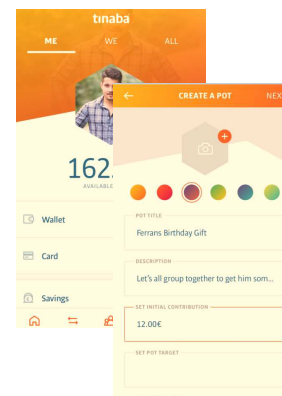 tinaba
ME WE ALL
162
AVAILABLE
Wallet
Card
Savings
CREATE A POT
POT TITLE
Ferrans Birthday Gift
DESCRIPTION
Let's all group together to get him som...
SET INITIAL CONTRIBUTION
12.00€
SET POT TARGET